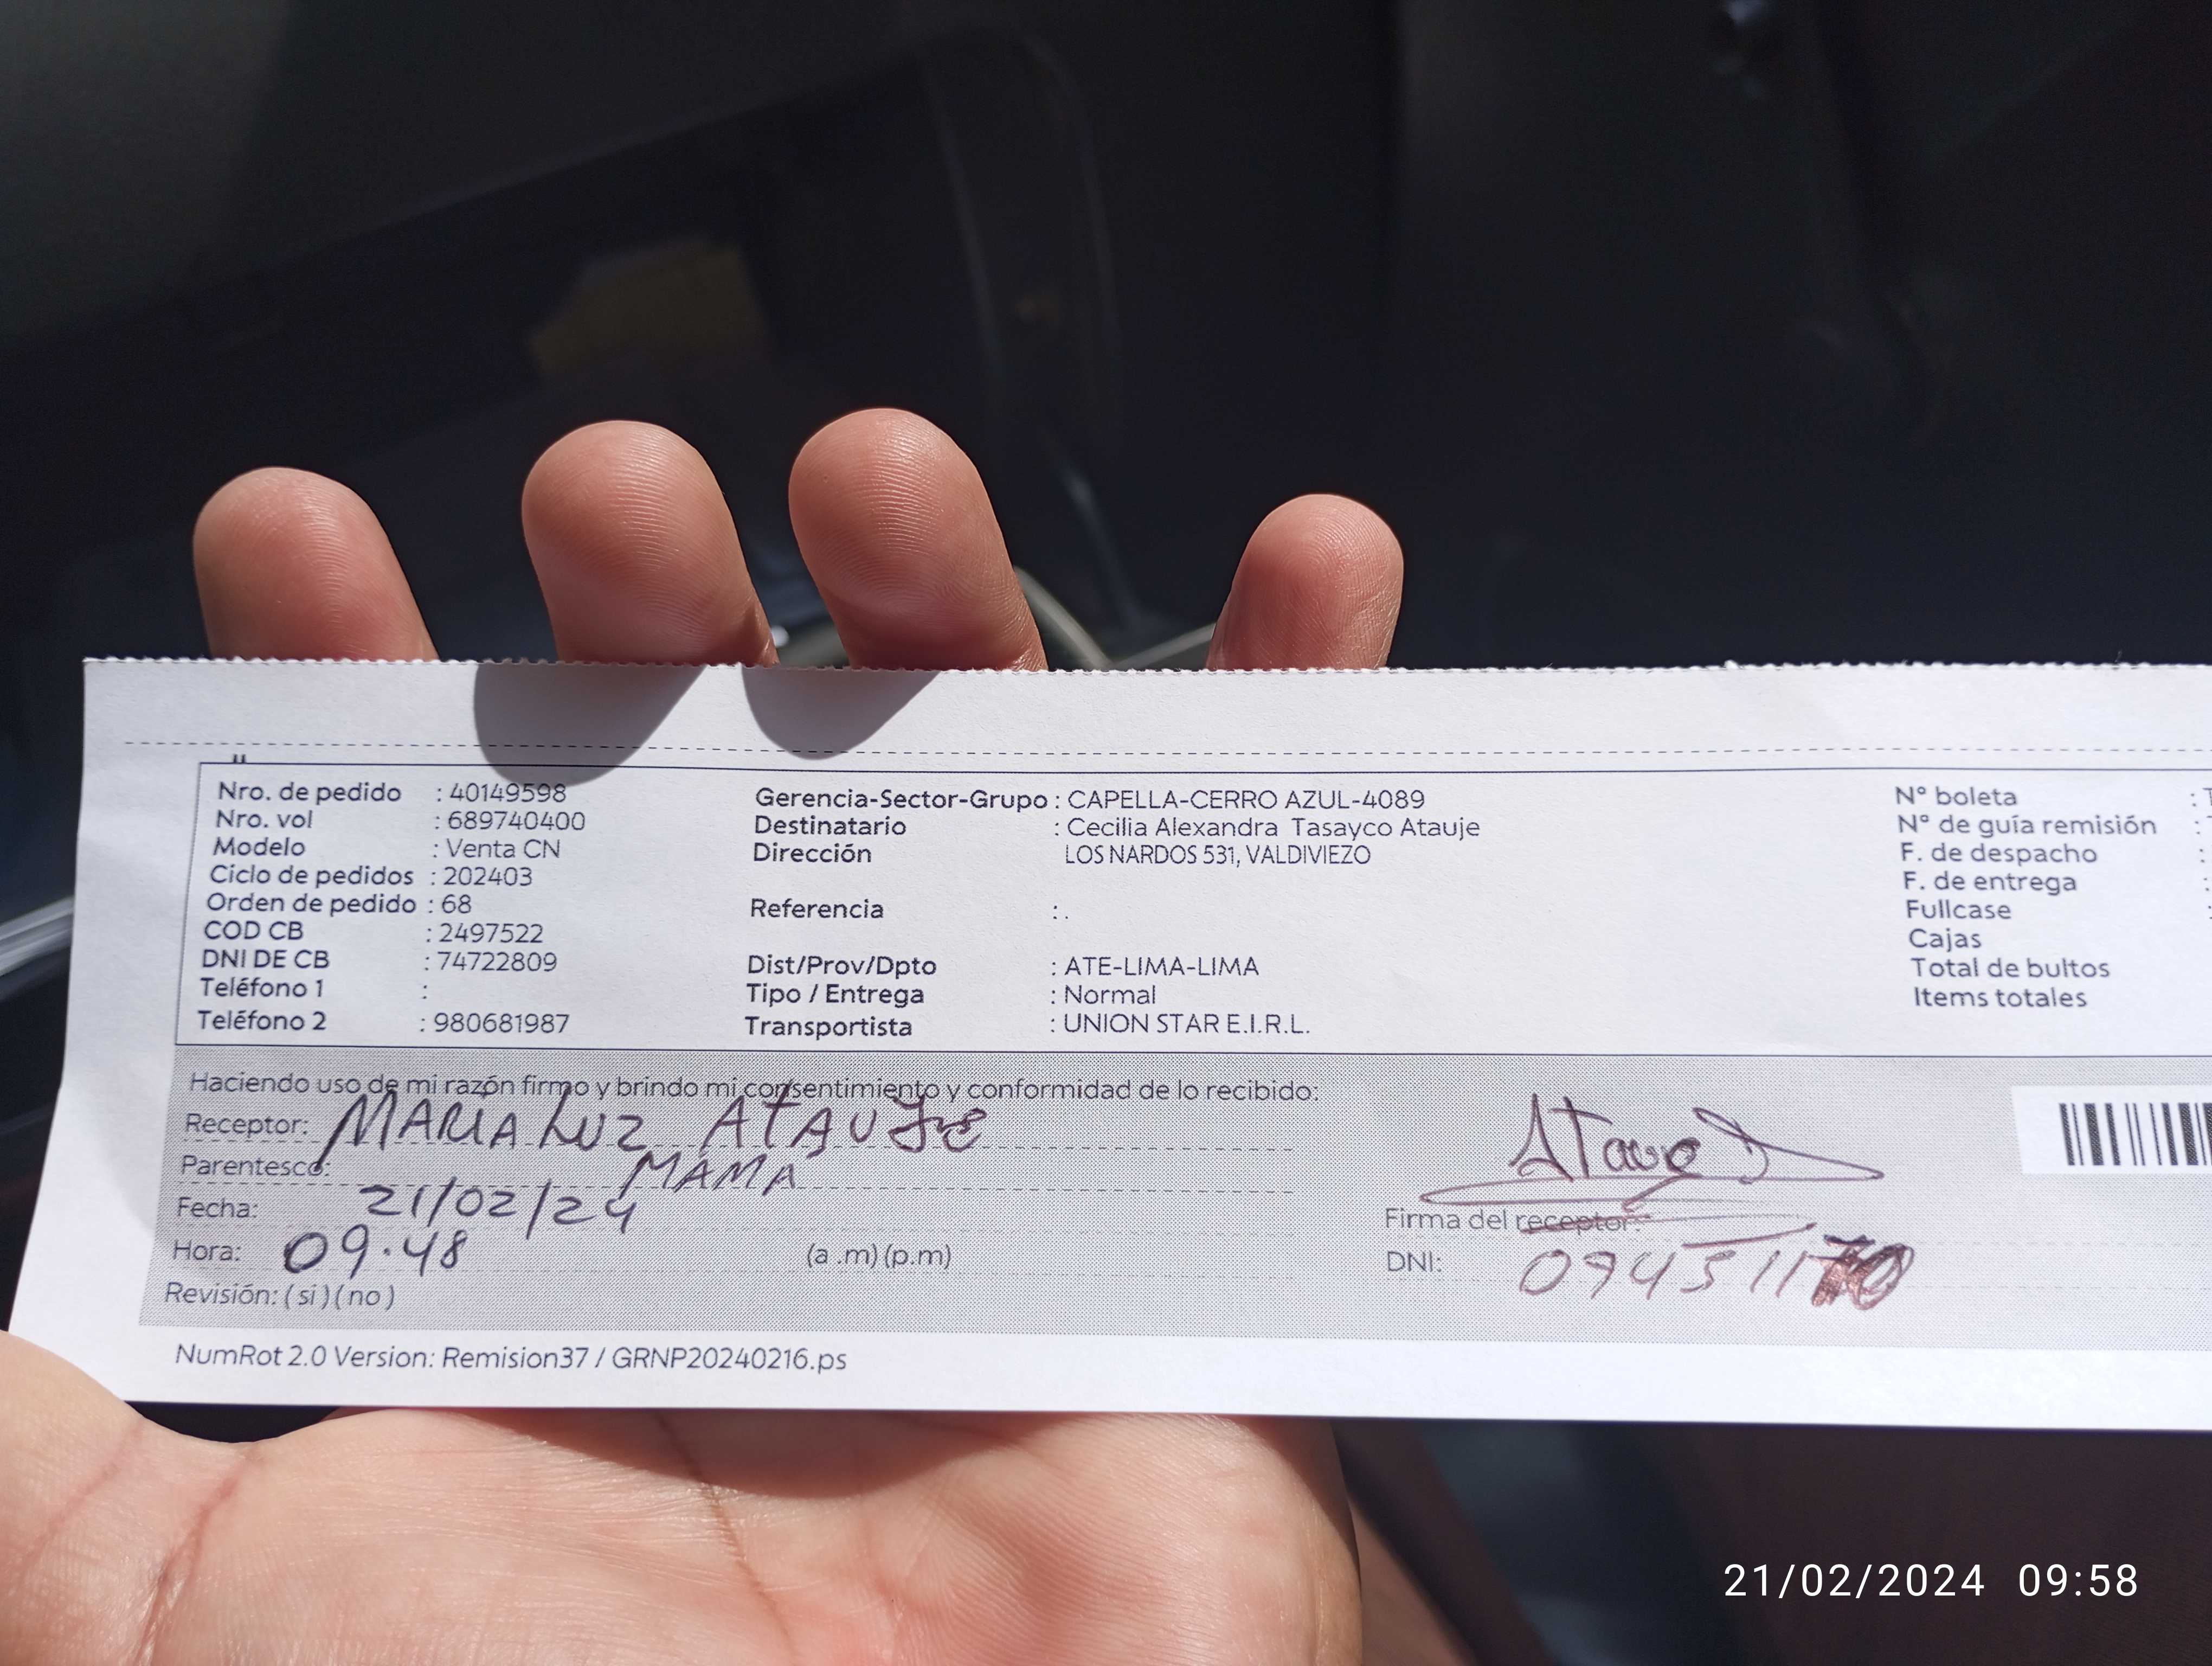 Nro. de pedido : 40149598
Nro. vol : 689740400
Modelo : Venta CN
Ciclo de pedidos : 202403
Orden de pedido : 68
COD CB : 2497522
DNI DE CB : 74722809
Teléfono 1 :
Teléfono 2 : 980681987
Gerencia-Sector-Grupo : CAPELLA-CERRO AZUL-4089
Destinatario : Cecilia Alexandra Tasayco Atauje
Dirección LOS NARDOS 531, VALDIVIEZO
Referencia : .
Dist/Prov/Dpto : ATE-LIMA-LIMA
Tipo / Entrega : Normal
Transportista : UNION STAR E.I.R.L.
N° boleta :
N° de guía remisión :
F. de despacho :
F. de entrega :
Fullcase :
Cajas
Total de bultos
Items totales
Haciendo uso de mi razón firmo y brindo mi consentimiento y conformidad de lo recibido:
Receptor: MARIA LUZ ATAUJE
Parentesco: MAMA
Fecha: 21/02/24
Hora: 09.48 (a .m) (p.m)
Revisión: ( si ) ( no )
Atauje
Firma del receptor:
DNI:
NumRot 2.0 Version: Remision37 / GRNP20240216.ps
21/02/2024 09:58